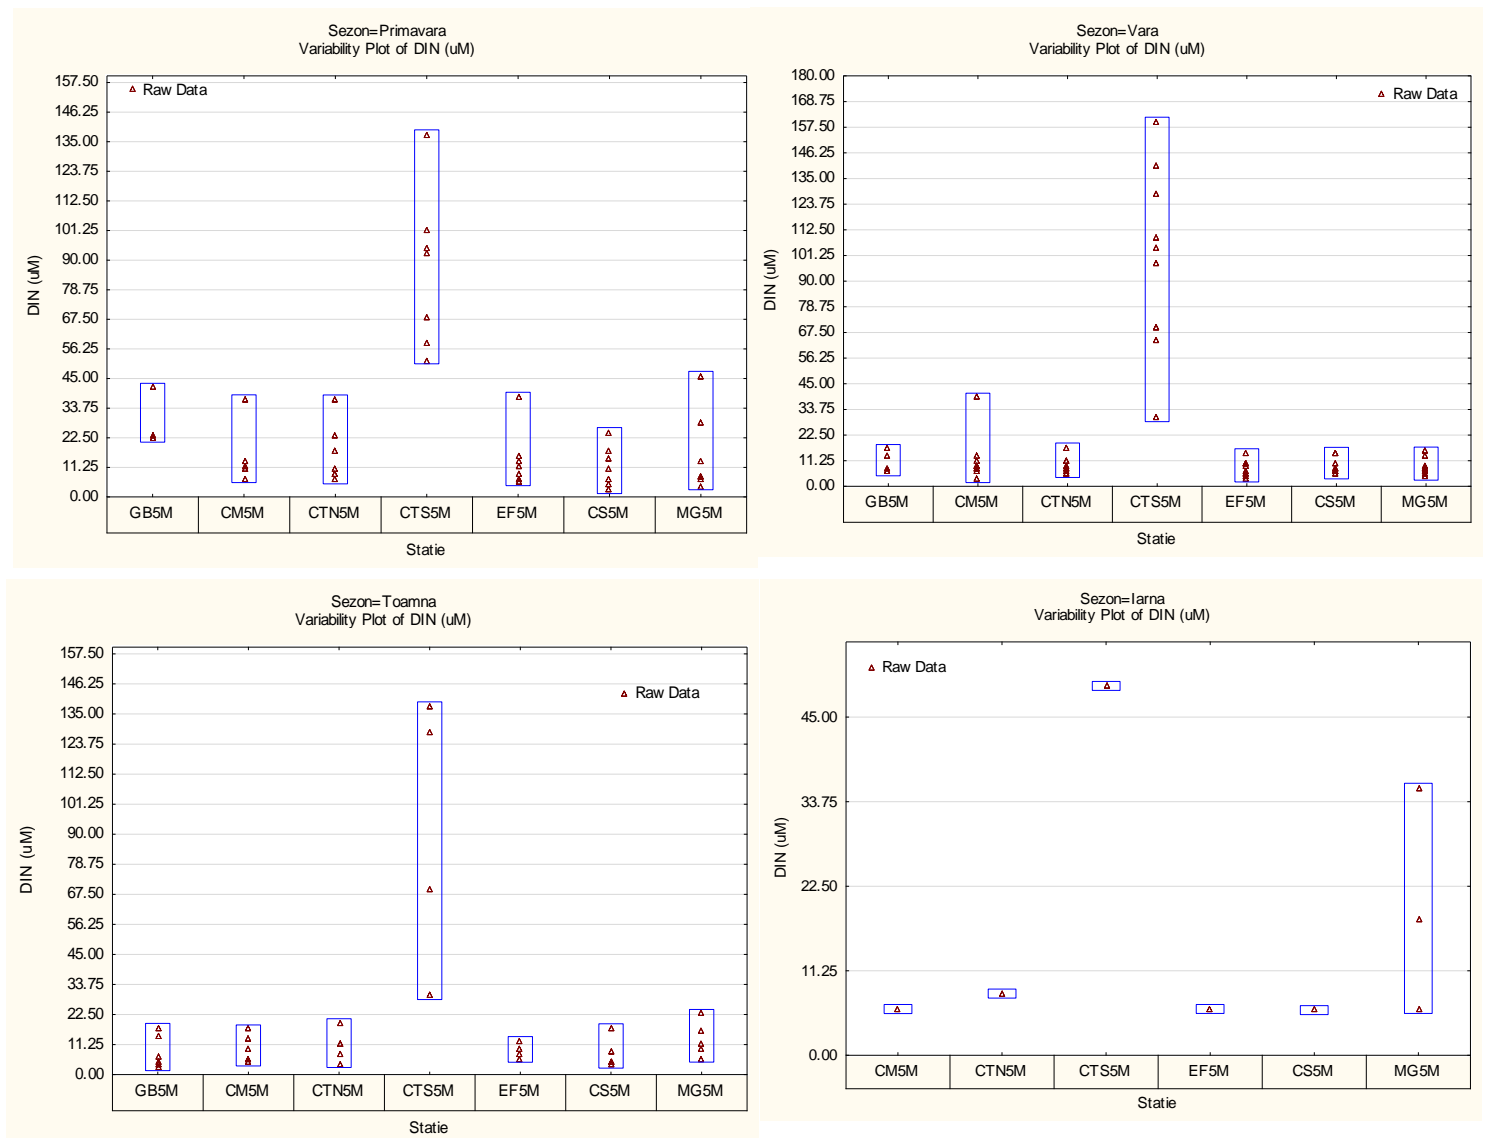 Sezon=Primavara
Variability Plot of DIN (uM)
Raw Data
157.50
146.25
135.00
123.75
112.50
101.25
90.00
78.75
67.50
56.25
45.00
33.75
22.50
11.25
0.00
DIN (uM)
GB5M CM5M CTN5M CTS5M EF5M CS5M MG5M
Statie
Sezon=Vara
Variability Plot of DIN (uM)
Raw Data
180.00
168.75
157.50
146.25
135.00
123.75
112.50
101.25
90.00
78.75
67.50
56.25
45.00
33.75
22.50
11.25
0.00
DIN (uM)
GB5M CM5M CTN5M CTS5M EF5M CS5M MG5M
Statie
Sezon=Toamna
Variability Plot of DIN (uM)
Raw Data
157.50
146.25
135.00
123.75
112.50
101.25
90.00
78.75
67.50
56.25
45.00
33.75
22.50
11.25
0.00
DIN (uM)
GB5M CM5M CTN5M CTS5M EF5M CS5M MG5M
Statie
Sezon=Iarna
Variability Plot of DIN (uM)
Raw Data
45.00
33.75
22.50
11.25
0.00
DIN (uM)
CM5M CTN5M CTS5M EF5M CS5M MG5M
Statie